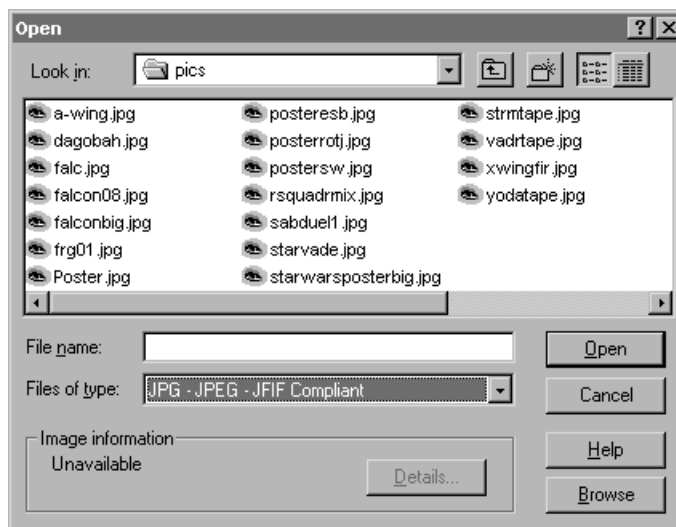 Open
Look in:
pics
a-wing.jpg
dagobah.jpg
falc.jpg
falcon08.jpg
falconbig.jpg
frg01.jpg
Poster.jpg
posteresb.jpg
posterrotj.jpg
postersw.jpg
rsquadrmix.jpg
sabduel1.jpg
starvade.jpg
starwarsposterbig.jpg
strmtape.jpg
vadrtape.jpg
xwingfir.jpg
yodatape.jpg
File name:
Open
Files of type:
JPG - JPEG - JFIF Compliant
Cancel
Image information
Unavailable
Details...
Help
Browse